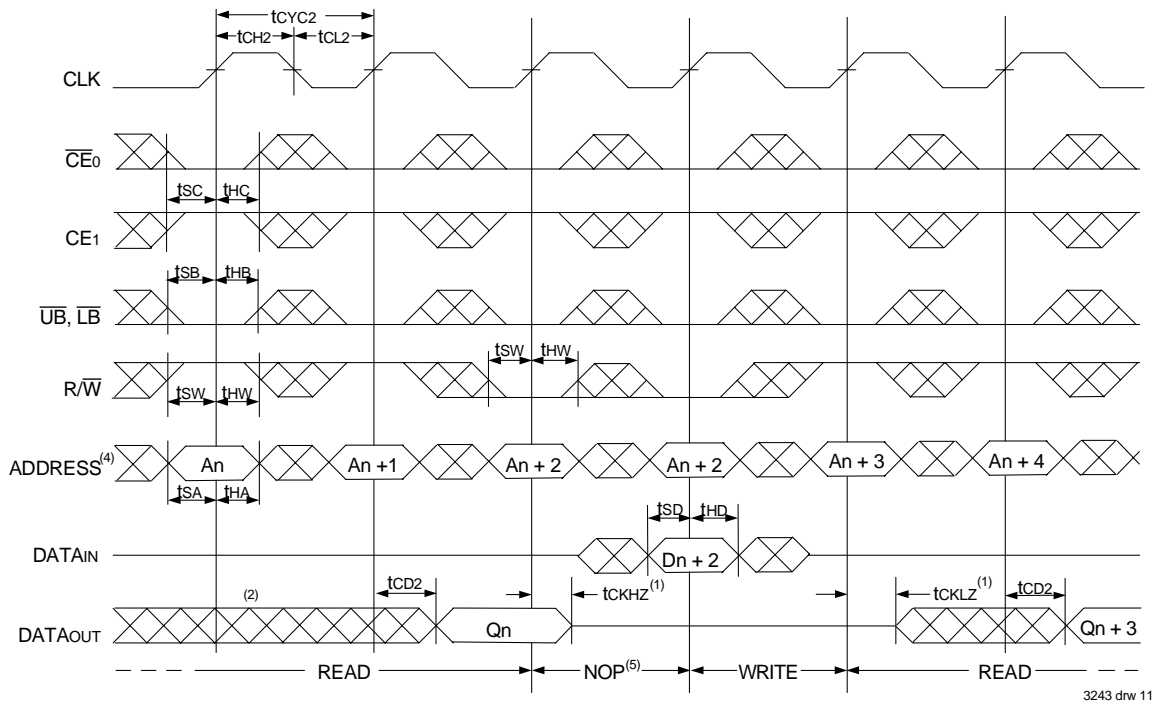 tCYC2
tCH2 tCL2
CLK
CE0
tSC tHC
CE1
tSB tHB
UB, LB
tSW tHW
R/W
tSW tHW
ADDRESS(4) An An +1 An + 2 An + 2 An + 3 An + 4
tSA tHA
tSD tHD
DATAIN Dn + 2
tCD2 tCKHZ(1) tCKLZ(1) tCD2
(2)
DATAOUT Qn Qn + 3
READ NOP(5) WRITE READ
3243 drw 11